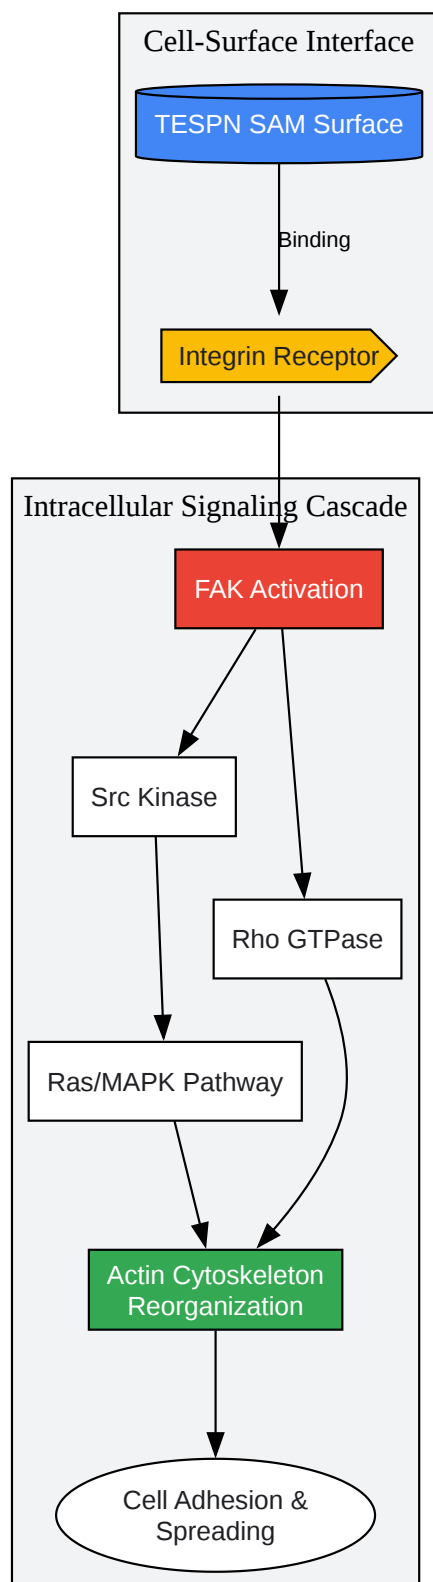 Cell-Surface Interface
TESPN SAM Surface
Binding
Integrin Receptor
Intracellular Signaling Cascade
FAK Activation
Src Kinase
Rho GTPase
Ras/MAPK Pathway
Actin Cytoskeleton
Reorganization
Cell Adhesion &
Spreading